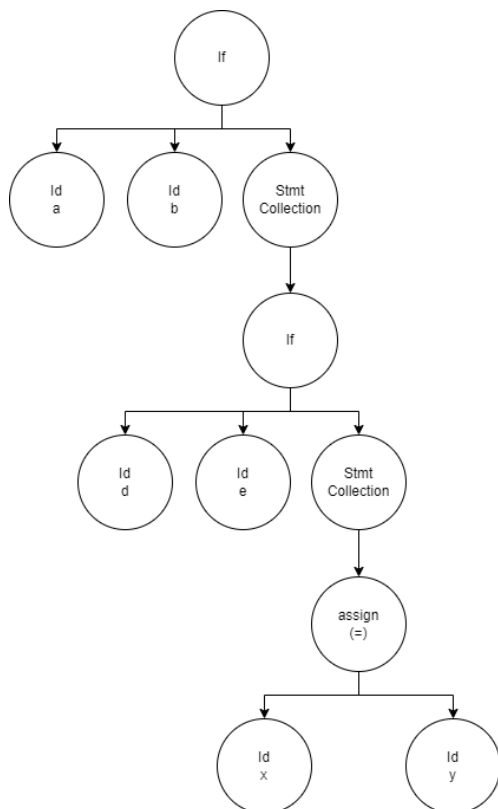 If
Id
a
Id
b
Stmt
Collection
If
Id
d
Id
e
Stmt
Collection
assign
(=)
Id
x
Id
y